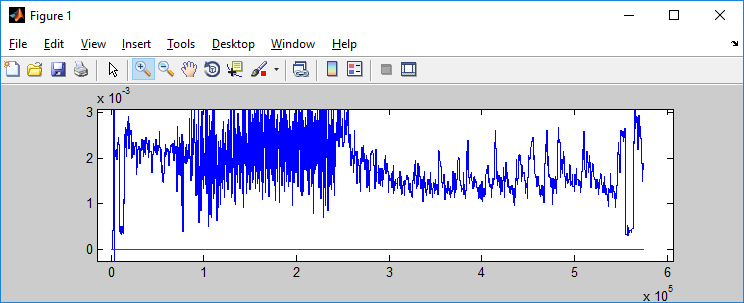 Figure 1
File Edit View Insert Tools Desktop Window Help
x 10^-3
3
2
1
0
0 1 2 3 4 5 6
x 10^5